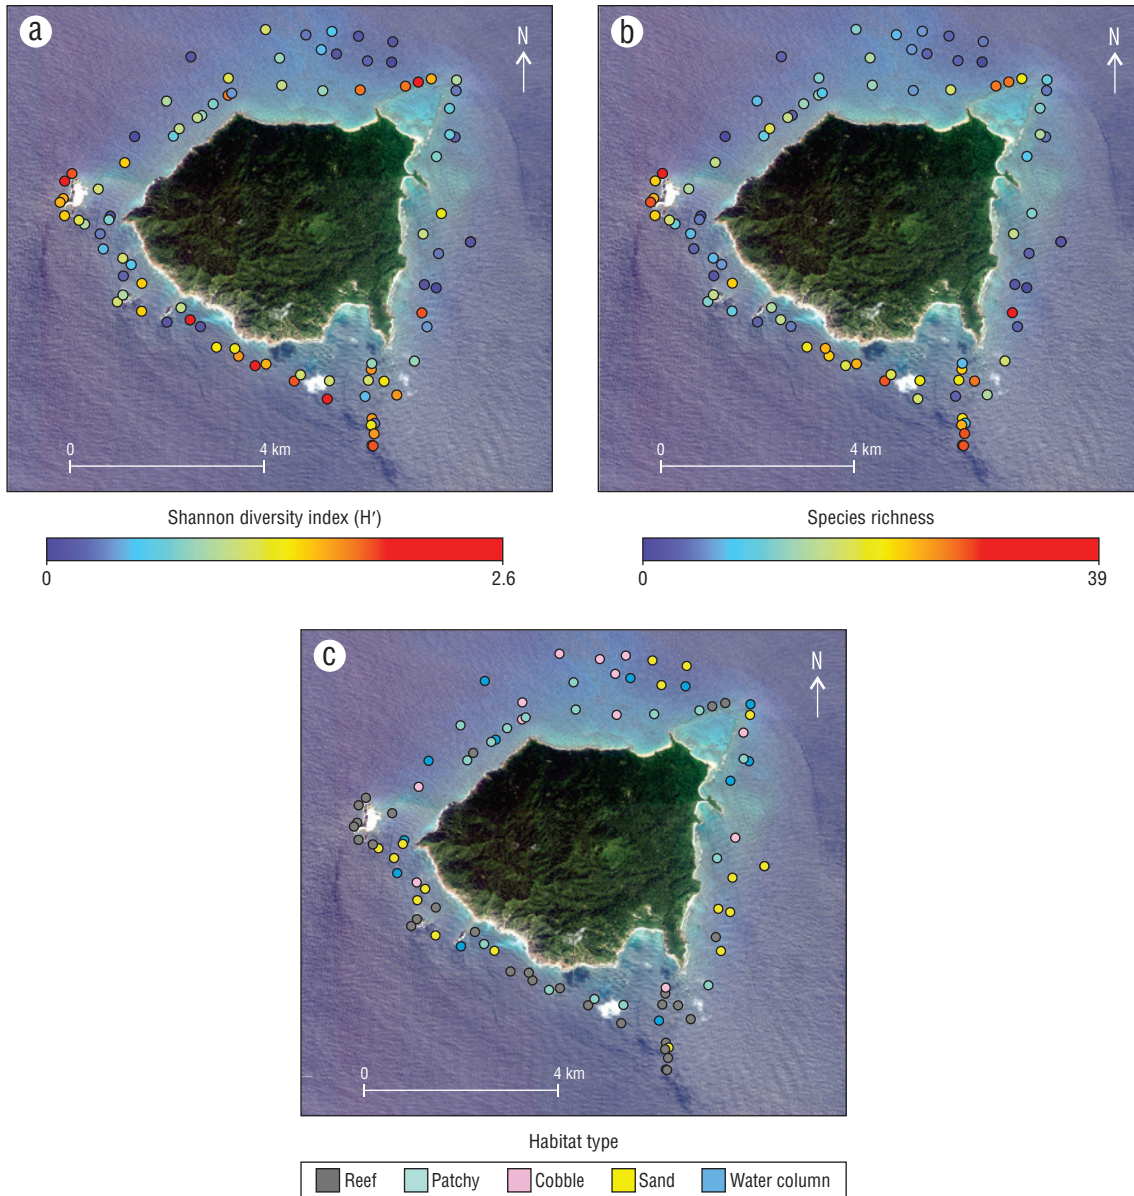 a
N
0 4 km
Shannon diversity index (H′)
0 2.6
b
N
0 4 km
Species richness
0 39
c
N
0 4 km
Habitat type
Reef Patchy Cobble Sand Water column